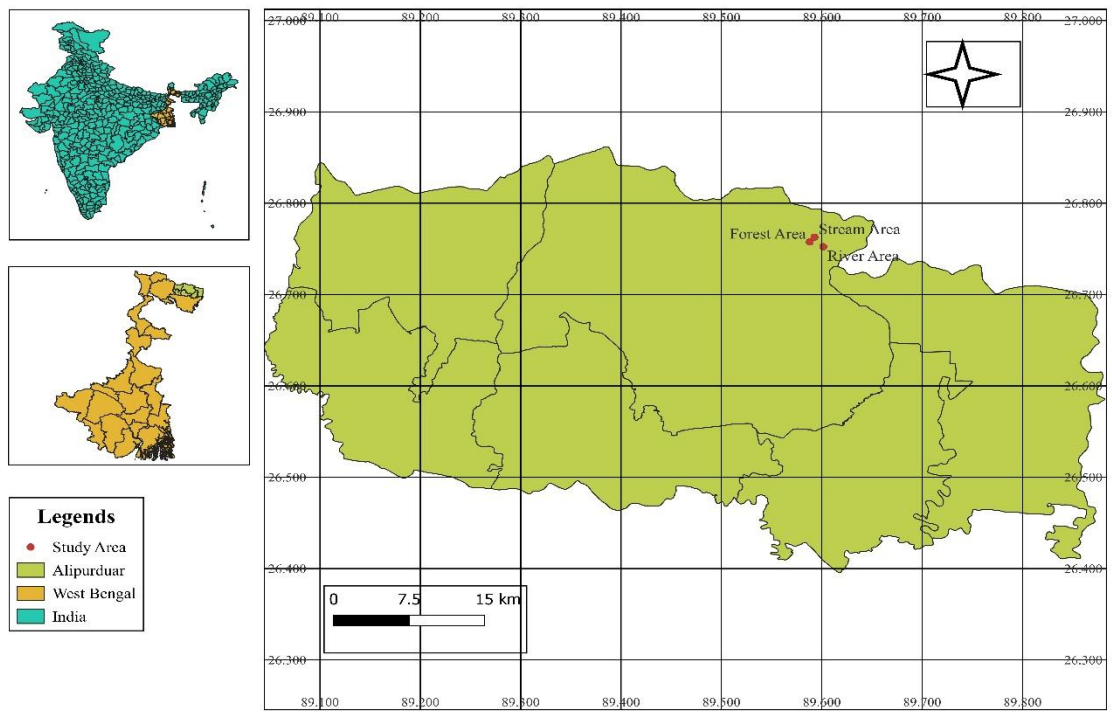 89.100 89.200 89.300 89.400 89.500 89.600 89.700 89.800
27.000 27.000
26.900 26.900
26.800 26.800
Forest Area Stream Area
River Area
26.700 26.700
26.600 26.600
26.500 26.500
26.400 26.400
0 7.5 15 km
26.300 26.300
89.100 89.200 89.300 89.400 89.500 89.600 89.700 89.800
Legends
Study Area
Alipurduar
West Bengal
India